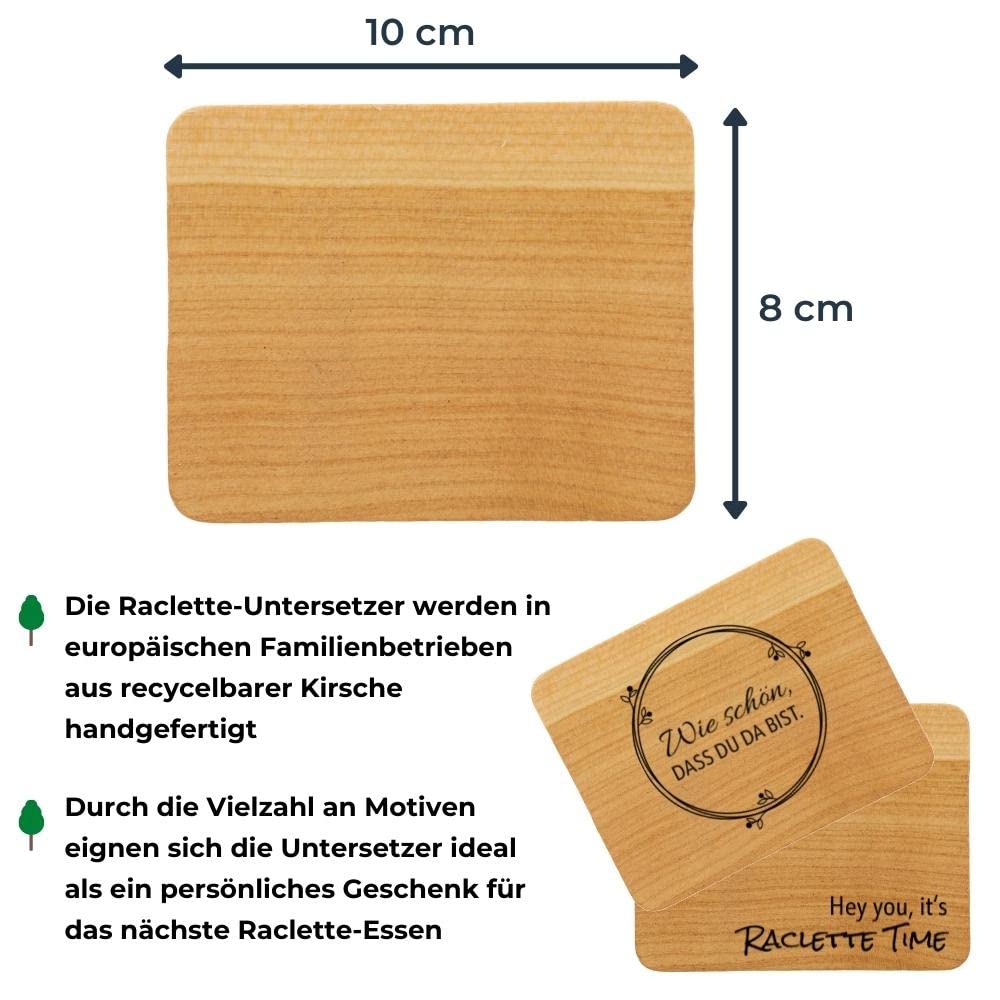 10 cm
8 cm
Die Raclette-Untersetzer werden in
europäischen Familienbetrieben
aus recycelbarer Kirsche
handgefertigt
Durch die Vielzahl an Motiven
eignen sich die Untersetzer ideal
als ein persönliches Geschenk für
das nächste Raclette-Essen
Wie schön,
DASS DU DA BIST.
Hey you, it's
RACLETTE TIME